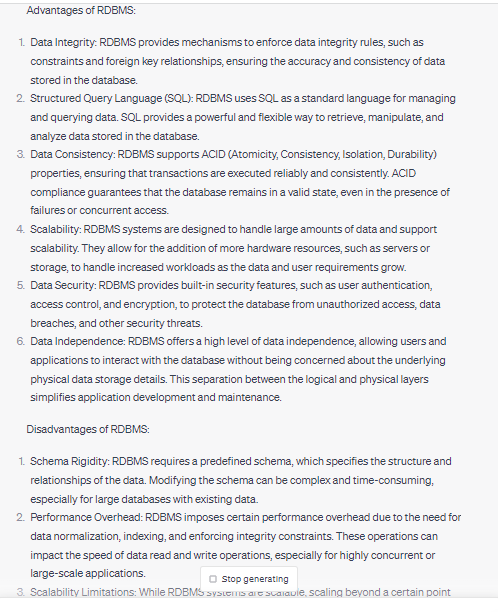 Advantages of RDBMS:
1. Data Integrity: RDBMS provides mechanisms to enforce data integrity rules, such as
constraints and foreign key relationships, ensuring the accuracy and consistency of data
stored in the database.
2. Structured Query Language (SQL): RDBMS uses SQL as a standard language for managing
and querying data. SQL provides a powerful and flexible way to retrieve, manipulate, and
analyze data stored in the database.
3. Data Consistency: RDBMS supports ACID (Atomicity, Consistency, Isolation, Durability)
properties, ensuring that transactions are executed reliably and consistently. ACID
compliance guarantees that the database remains in a valid state, even in the presence of
failures or concurrent access.
4. Scalability: RDBMS systems are designed to handle large amounts of data and support
scalability. They allow for the addition of more hardware resources, such as servers or
storage, to handle increased workloads as the data and user requirements grow.
5. Data Security: RDBMS provides built-in security features, such as user authentication,
access control, and encryption, to protect the database from unauthorized access, data
breaches, and other security threats.
6. Data Independence: RDBMS offers a high level of data independence, allowing users and
applications to interact with the database without being concerned about the underlying
physical data storage details. This separation between the logical and physical layers
simplifies application development and maintenance.
Disadvantages of RDBMS:
1. Schema Rigidity: RDBMS requires a predefined schema, which specifies the structure and
relationships of the data. Modifying the schema can be complex and time-consuming,
especially for large databases with existing data.
2. Performance Overhead: RDBMS imposes certain performance overhead due to the need for
data normalization, indexing, and enforcing integrity constraints. These operations can
impact the speed of data read and write operations, especially for highly concurrent or
large-scale applications.
Stop generating
3. Scalability Limitations: While RDBMS systems are scalable, scaling beyond a certain point